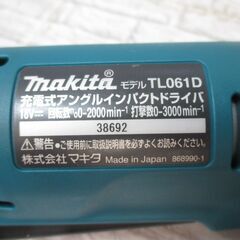 makita モデル TL061D
充電式アングルインパクトドライバ
18V⎓ 回転数 0-2000min⁻¹ 打撃数0-3000min⁻¹
38692
⚠警告・ご使用前に取扱説明書をよくお読みください。
株式会社マキタ Made in Japan 868990-1